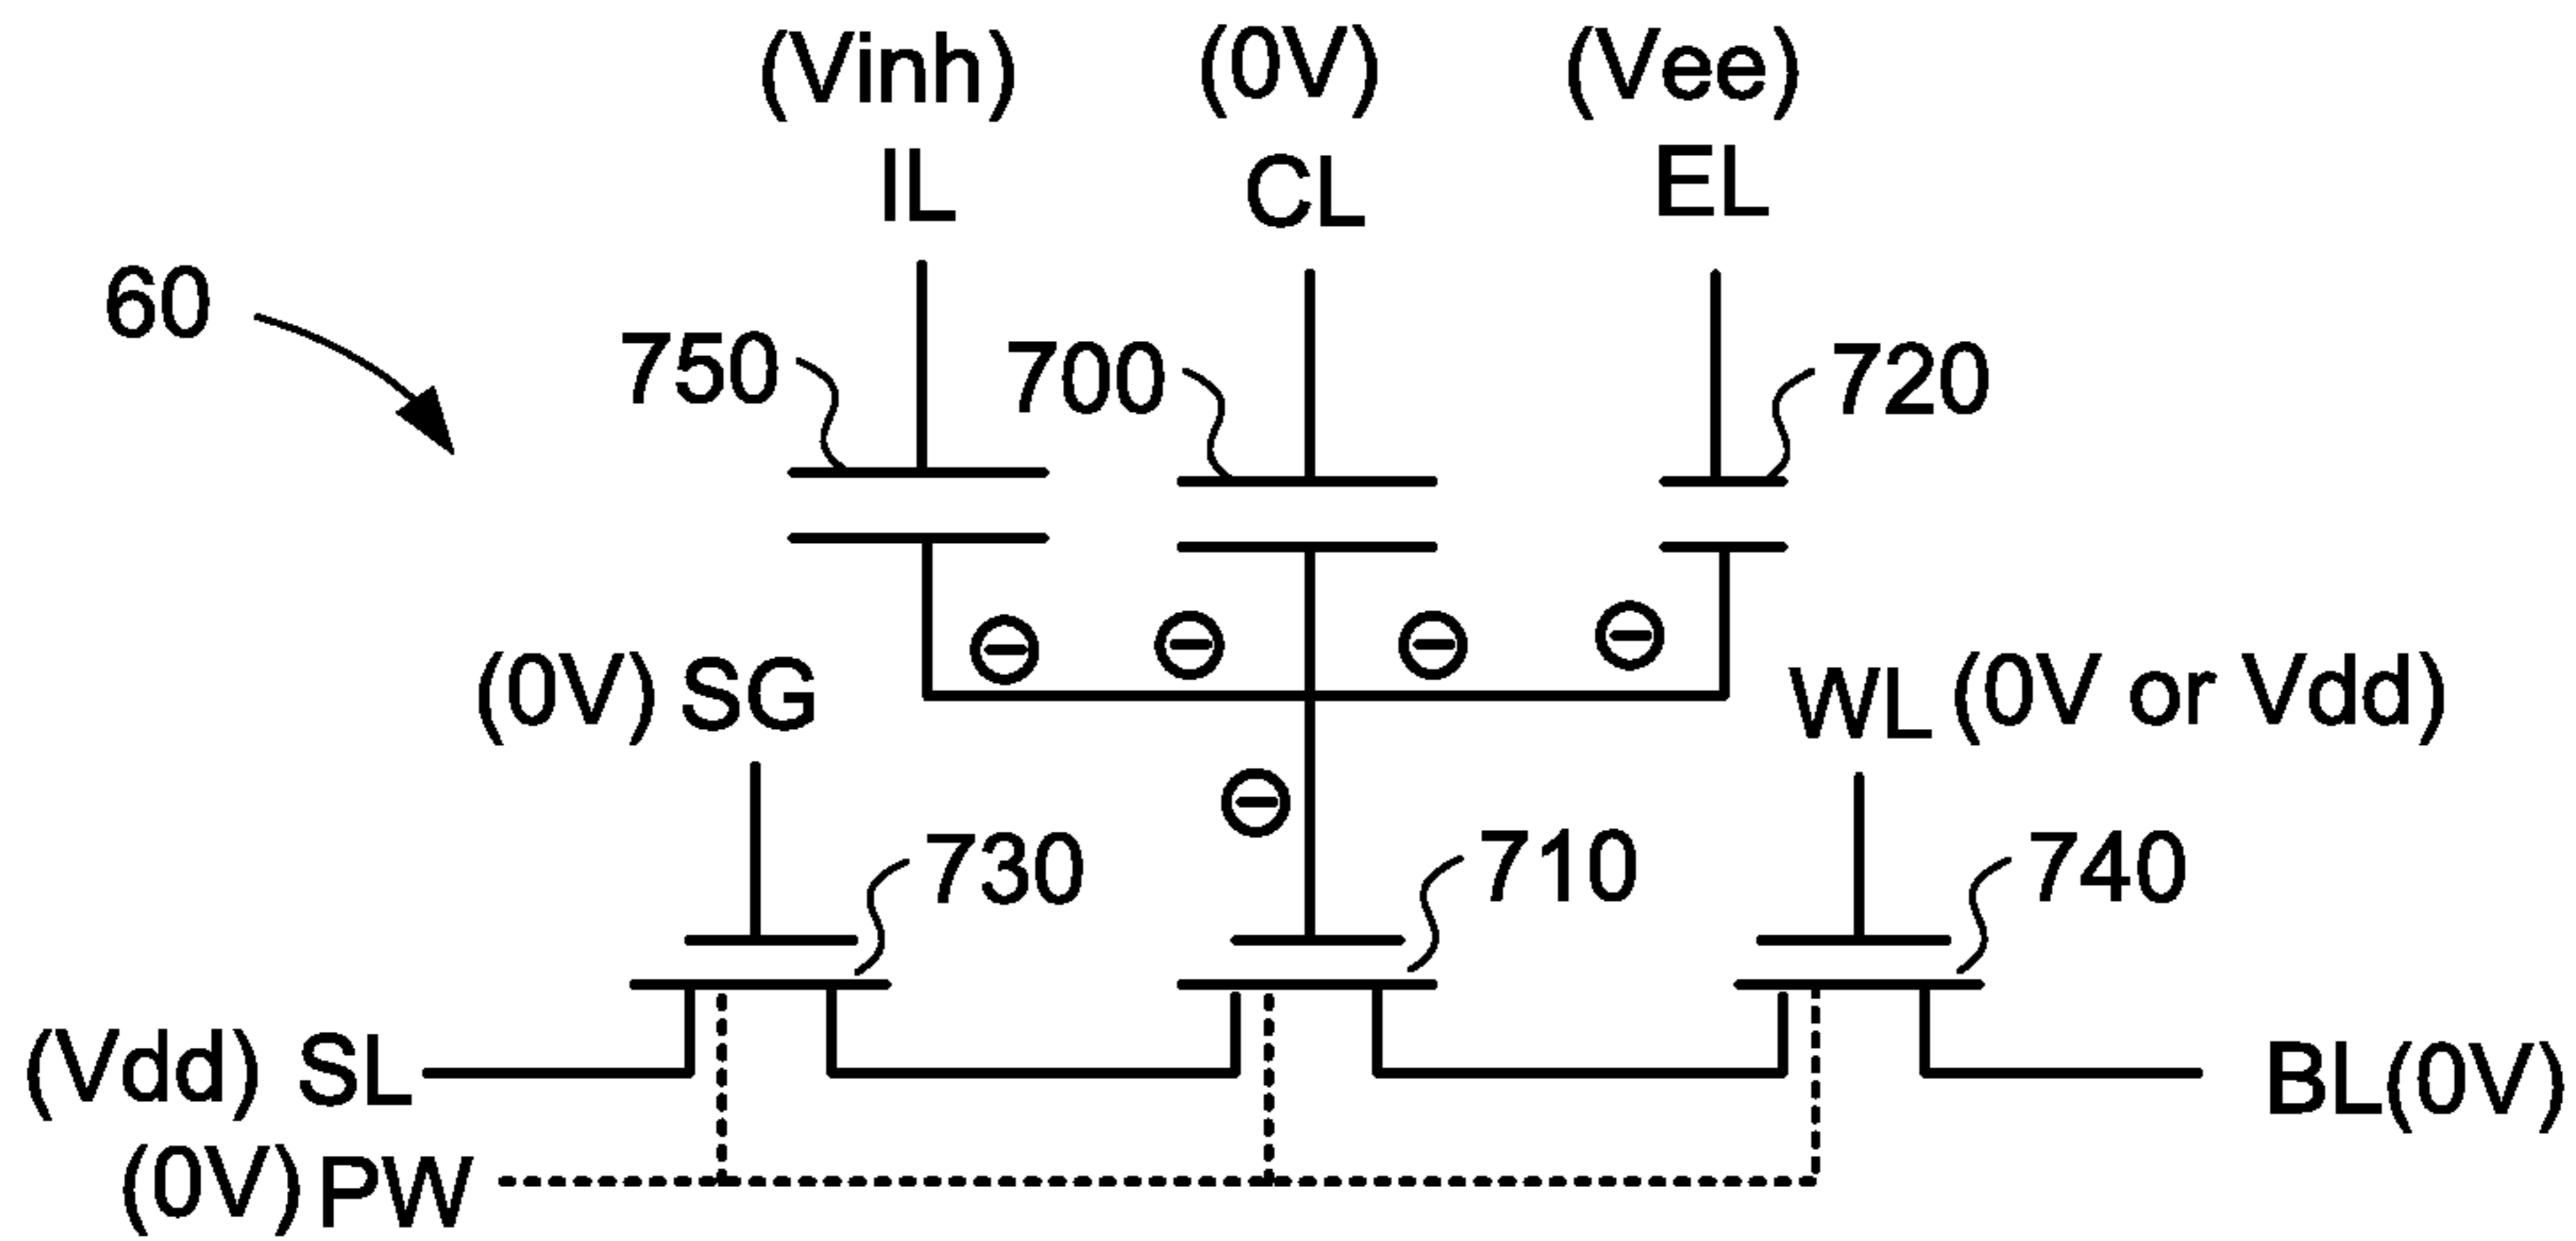 (Vinh) (0V) (Vee)
IL CL EL
60
750 700 720
(0V) SG WL (0V or Vdd)
730 710 740
(Vdd) SL BL(0V)
(0V) PW